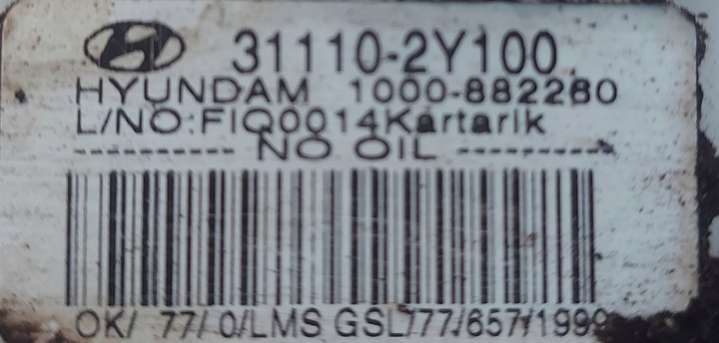 31110-2Y100
HYUNDAM 1000-882280
L/NO:FIQ0014Kartarik
---------- NO OIL ----------
OK/ 77/ 0/LMS GSL/77/657/1999